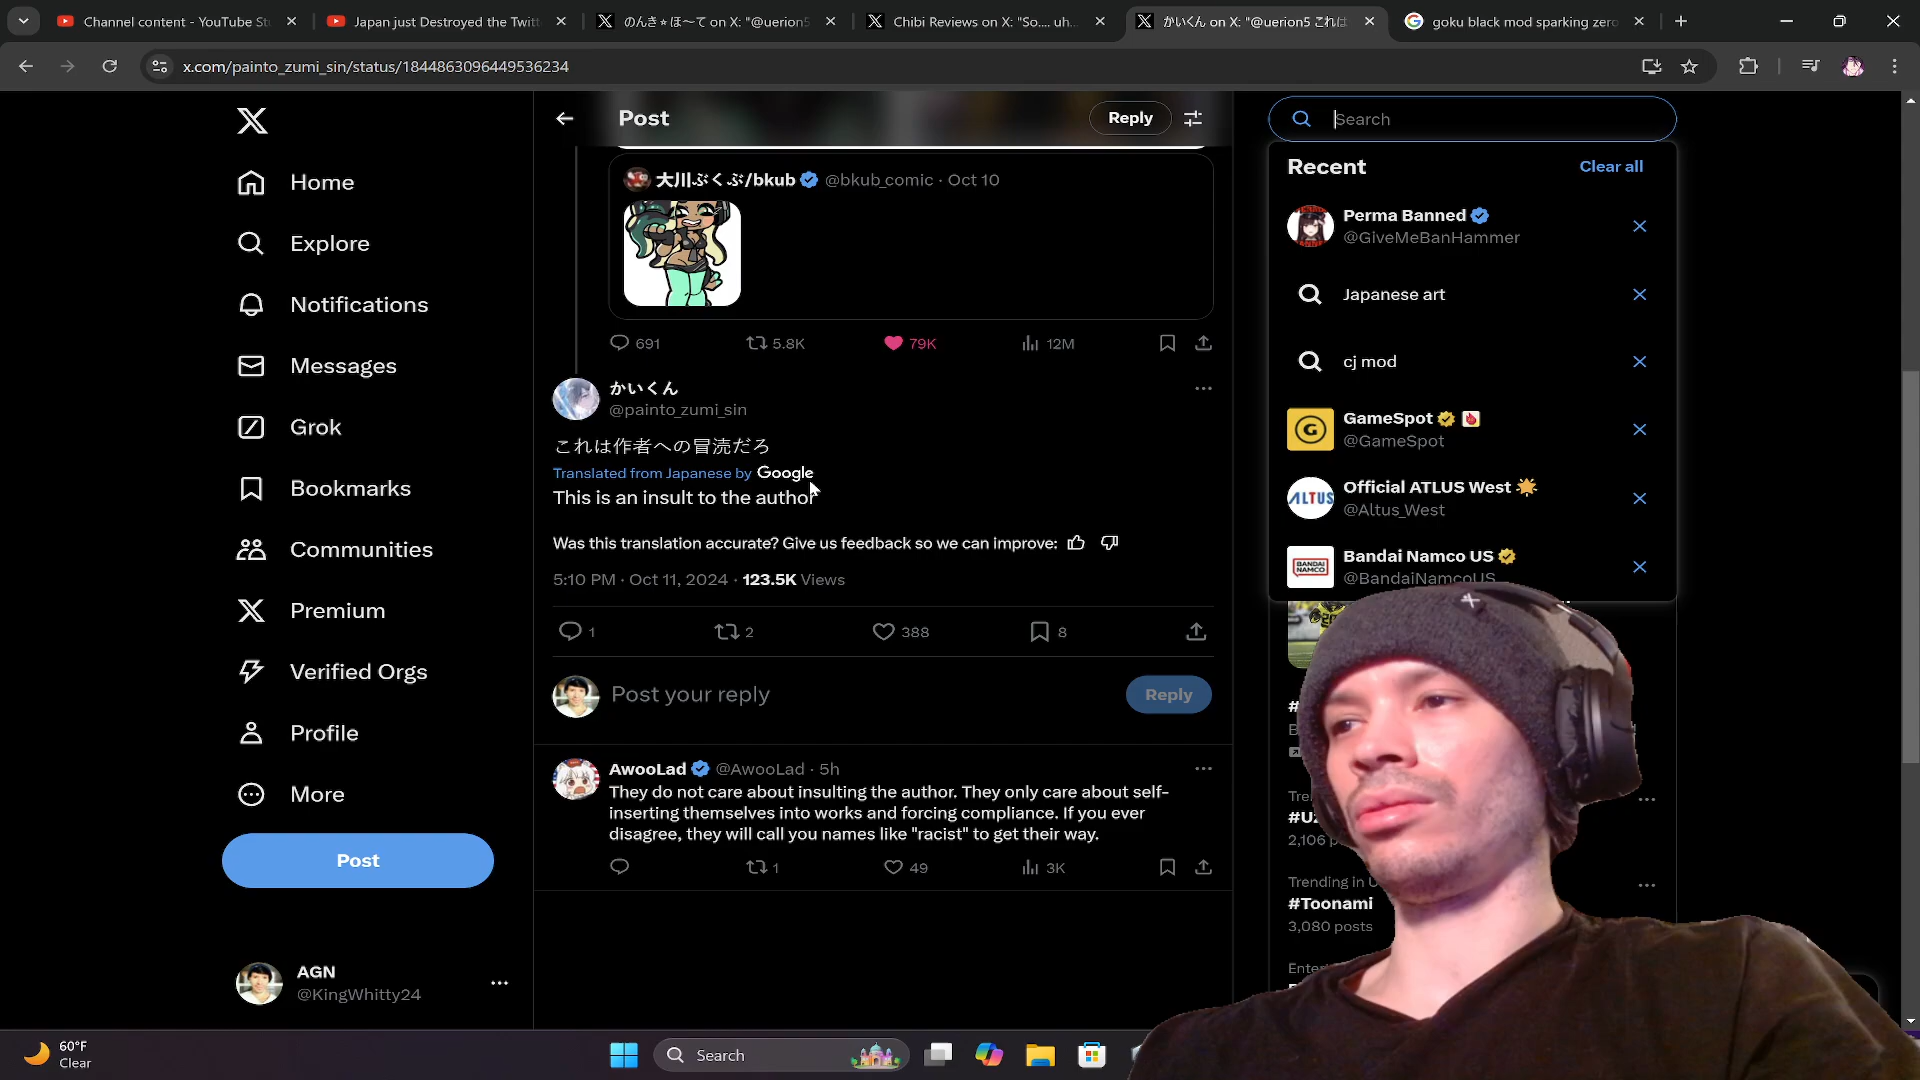 Channel content - YouTube St
Japan just Destroyed the Twitt
のんき⭐ほ〜て on X: "@uerion5
Chibi Reviews on X: "So.... uh...
かいくん on X: "@uerion5 これは
goku black mod sparking zero
x.com/painto_zumi_sin/status/1844863096449536234
Home
Explore
Notifications
Messages
Grok
Bookmarks
Communities
Premium
Verified Orgs
Profile
More
Post
AGN
@KingWhitty24
Post
Reply
大川ぶくぶ/bkub @bkub_comic · Oct 10
691 5.8K 79K 12M
かいくん
@painto_zumi_sin
これは作者への冒涜だろ
Translated from Japanese by Google
This is an insult to the author
Was this translation accurate? Give us feedback so we can improve:
5:10 PM · Oct 11, 2024 · 123.5K Views
1 2 388 8
Post your reply
Reply
AwooLad @AwooLad · 5h
They do not care about insulting the author. They only care about self-
inserting themselves into works and forcing compliance. If you ever
disagree, they will call you names like "racist" to get their way.
1 49 3K
Search
Recent
Clear all
Perma Banned
@GiveMeBanHammer
Japanese art
cj mod
GameSpot
@GameSpot
Official ATLUS West
ATLUS
@Altus_West
Bandai Namco US
BANDAI
NAMCO
@BandaiNamcoUS
2,106
Trending in
#Toonami
3,080 posts
60°F
Clear
Search